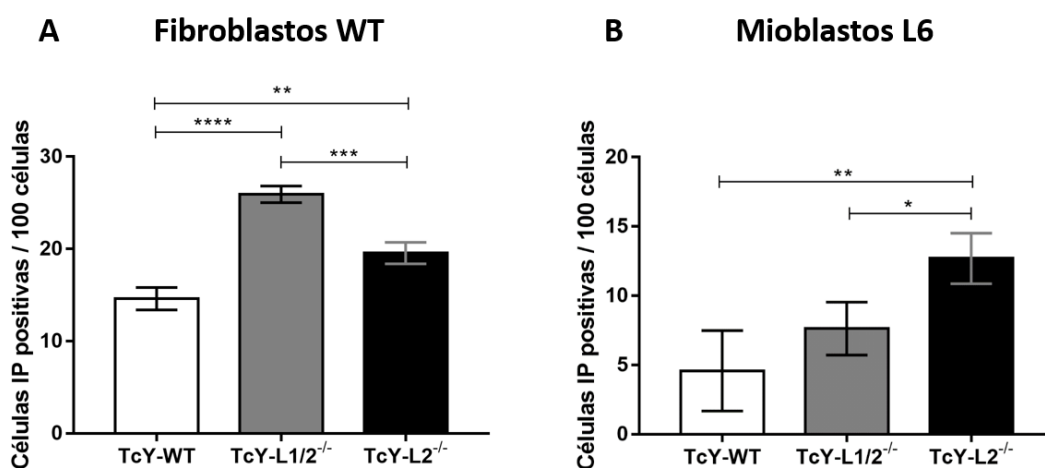 A Fibroblastos WT
Células IP positivas / 100 células
**
****
***
30
20
10
0
TcY-WT TcY-L1/2⁻/⁻ TcY-L2⁻/⁻
B Mioblastos L6
Células IP positivas / 100 células
**
*
20
15
10
5
0
TcY-WT TcY-L1/2⁻/⁻ TcY-L2⁻/⁻